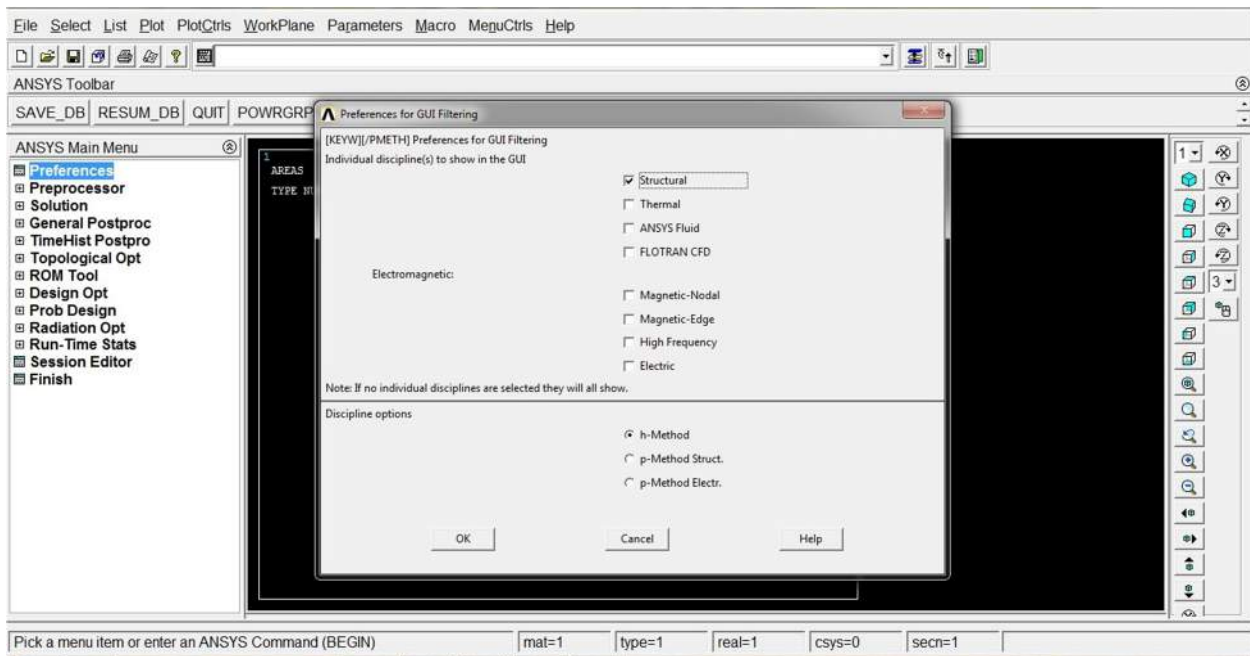 File Select List Plot PlotCtrls WorkPlane Parameters Macro MenuCtrls Help
ANSYS Toolbar
SAVE_DB RESUM_DB QUIT POWRGRP
Preferences for GUI Filtering
[KEYW][/PMETH] Preferences for GUI Filtering
Individual discipline(s) to show in the GUI
Structural
Thermal
ANSYS Fluid
FLOTRAN CFD
Electromagnetic:
Magnetic-Nodal
Magnetic-Edge
High Frequency
Electric
Note: If no individual disciplines are selected they will all show.
Discipline options
h-Method
p-Method Struct.
p-Method Electr.
OK Cancel Help
ANSYS Main Menu
Preferences
Preprocessor
Solution
General Postproc
TimeHist Postpro
Topological Opt
ROM Tool
Design Opt
Prob Design
Radiation Opt
Run-Time Stats
Session Editor
Finish
1
AREAS
TYPE
1
3
Pick a menu item or enter an ANSYS Command (BEGIN) mat=1 type=1 real=1 csys=0 secn=1